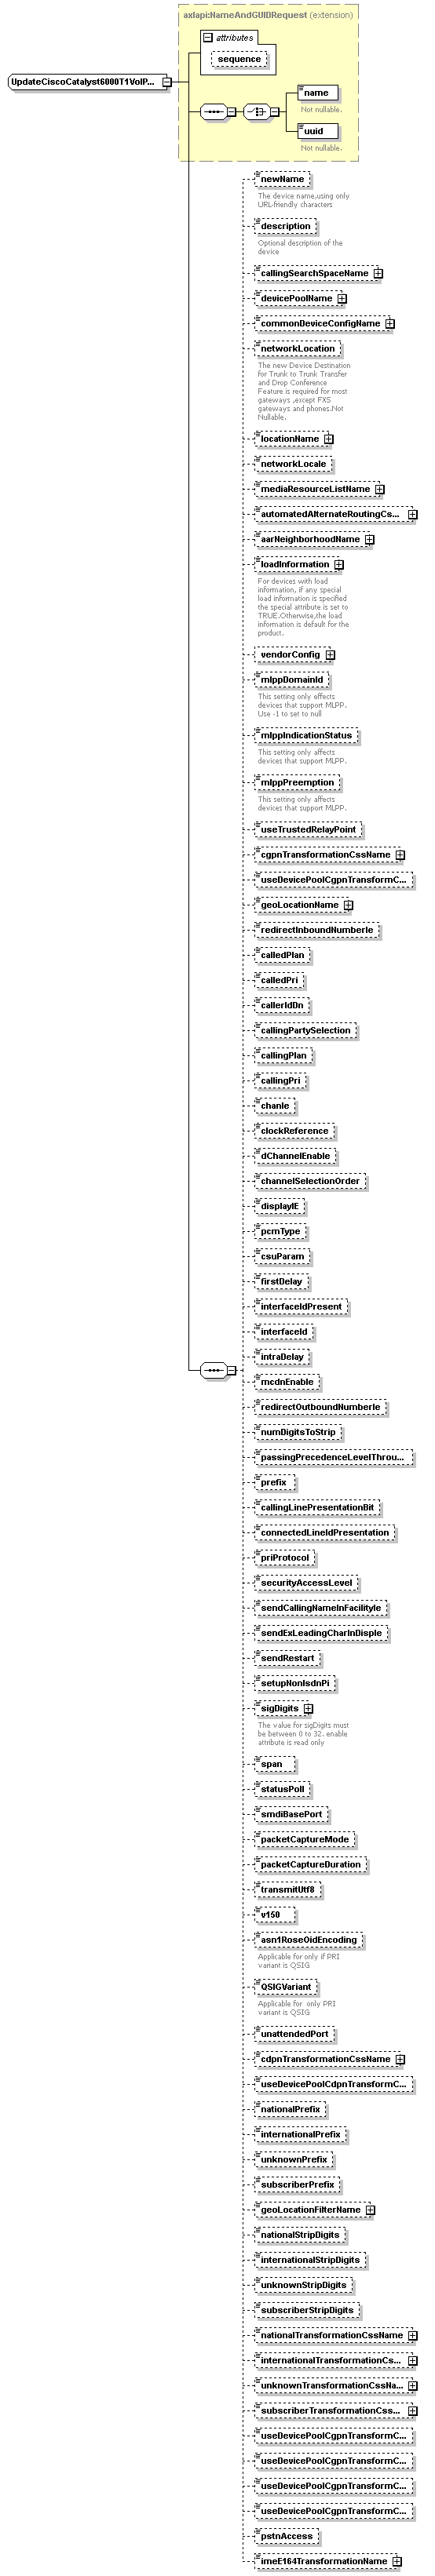 axlapi:NameAndGUIDRequest (extension)
attributes
sequence
UpdateCiscoCatalyst6000T1VoIP...
name
Not nullable.
uuid
Not nullable.
newName
The device name,using only
URL-friendly characters
description
Optional description of the
device
callingSearchSpaceName
devicePoolName
commonDeviceConfigName
networkLocation
The new Device Destination
for Trunk to Trunk Transfer
and Drop Conference
Feature is required for most
gateways ,except FXS
gateways and phones.Not
Nullable.
locationName
networkLocale
mediaResourceListName
automatedAlternateRoutingCs...
aarNeighborhoodName
loadInformation
For devices with load
information, if any special
load information is specified
the special attribute is set to
TRUE.Otherwise,the load
information is default for the
product.
vendorConfig
mlppDomainId
This setting only effects
devices that support MLPP.
Use -1 to set to null
mlppIndicationStatus
This setting only affects
devices that support MLPP.
mlppPreemption
This setting only affects
devices that support MLPP.
useTrustedRelayPoint
cgpnTransformationCssName
useDevicePoolCgpnTransformC...
geoLocationName
redirectInboundNumberIe
calledPlan
calledPri
callerIdDn
callingPartySelection
callingPlan
callingPri
chanIe
clockReference
dChannelEnable
channelSelectionOrder
displayIE
pcmType
csuParam
firstDelay
interfaceIdPresent
interfaceId
intraDelay
mcdnEnable
redirectOutboundNumberIe
numDigitsToStrip
passingPrecedenceLevelThrou...
prefix
callingLinePresentationBit
connectedLineIdPresentation
priProtocol
securityAccessLevel
sendCallingNameInFacilityIe
sendExLeadingCharInDispIe
sendRestart
setupNonIsdnPi
sigDigits
The value for sigDigits must
be between 0 to 32. enable
attribute is read only
span
statusPoll
smdiBasePort
packetCaptureMode
packetCaptureDuration
transmitUtf8
v150
asn1RoseOidEncoding
Applicable for only if PRI
variant is QSIG
QSIGVariant
Applicable for  only PRI
variant is QSIG
unattendedPort
cdpnTransformationCssName
useDevicePoolCdpnTransformC...
nationalPrefix
internationalPrefix
unknownPrefix
subscriberPrefix
geoLocationFilterName
nationalStripDigits
internationalStripDigits
unknownStripDigits
subscriberStripDigits
nationalTransformationCssName
internationalTransformationCs...
unknownTransformationCssNa...
subscriberTransformationCss...
useDevicePoolCgpnTransformC...
useDevicePoolCgpnTransformC...
useDevicePoolCgpnTransformC...
useDevicePoolCgpnTransformC...
pstnAccess
imeE164TransformationName